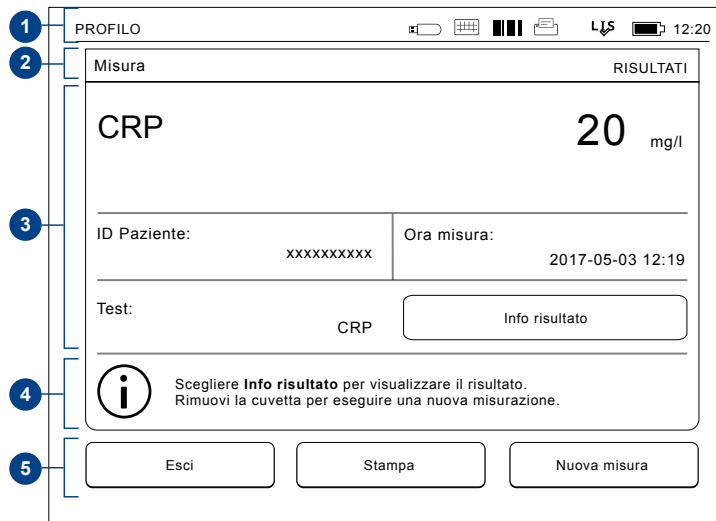 1 PROFILO LIS 12:20
2 Misura RISULTATI
3
CRP 20 mg/l
ID Paziente: xxxxxxxxxx
Ora misura: 2017-05-03 12:19
Test: CRP
Info risultato
4
Scegliere Info risultato per visualizzare il risultato.
Rimuovi la cuvetta per eseguire una nuova misurazione.
5 Esci Stampa Nuova misura